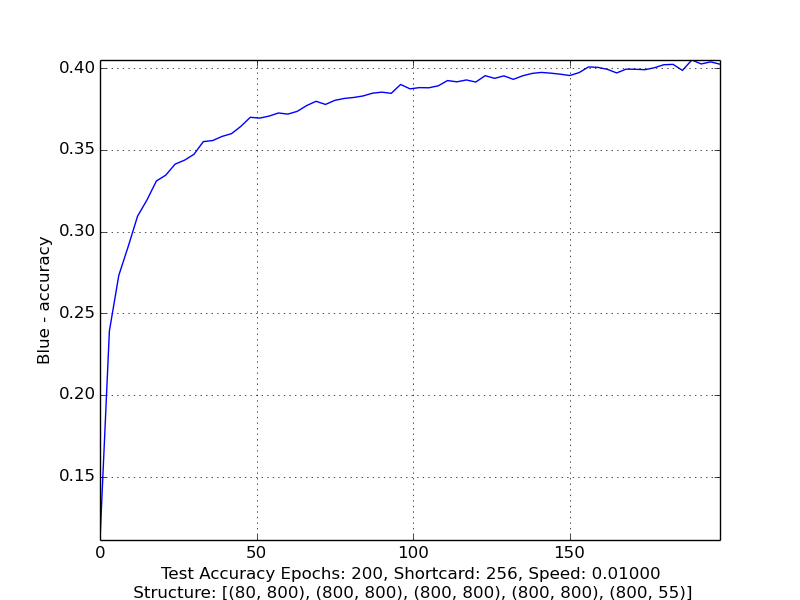 0.40
0.35
0.30
0.25
0.20
0.15
Blue - accuracy
0 50 100 150
Test Accuracy Epochs: 200, Shortcard: 256, Speed: 0.01000
Structure: [(80, 800), (800, 800), (800, 800), (800, 800), (800, 55)]